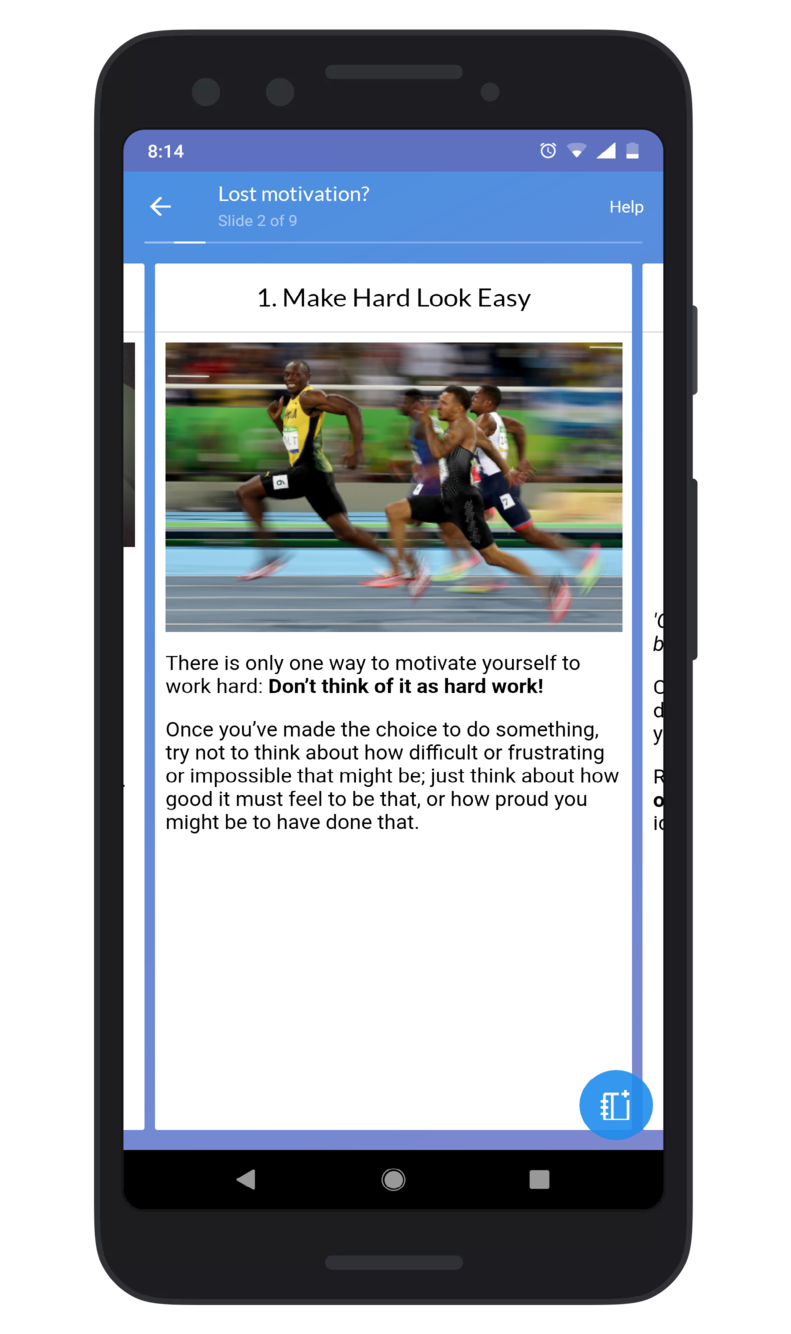 8:14
Lost motivation?
Slide 2 of 9
Help
1. Make Hard Look Easy
6
7
There is only one way to motivate yourself to
work hard: Don’t think of it as hard work!
Once you’ve made the choice to do something,
try not to think about how difficult or frustrating
or impossible that might be; just think about how
good it must feel to be that, or how proud you
might be to have done that.